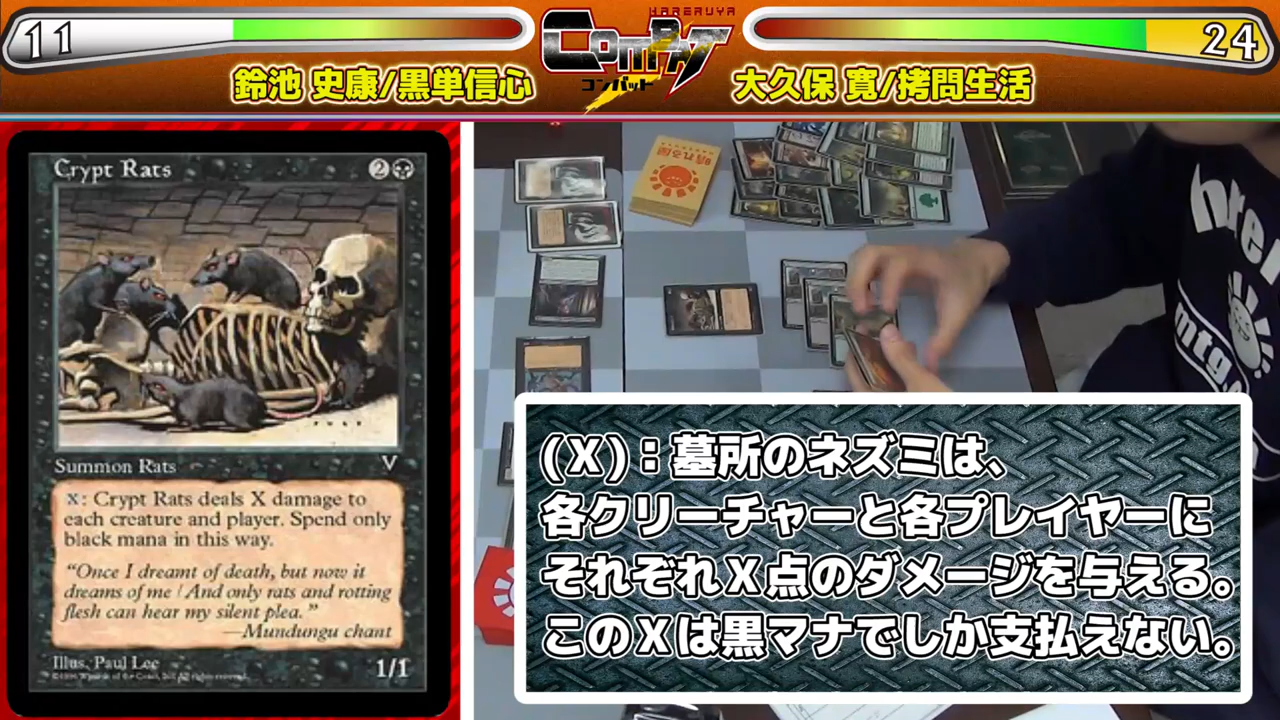 11
HARERUYA
COMBAT
コンバット
24
鈴池 史康/黒単信心
大久保 寛/拷問生活
Crypt Rats 2
Summon Rats V
X: Crypt Rats deals X damage to
each creature and player. Spend only
black mana in this way.
"Once I dreamt of death, but now it
dreams of me! And only rats and rotting
flesh can hear my silent plea."
—Mundungu chant
Illus. Paul Lee
1/1
晴れる屋
(X):墓所のネズミは、
各クリーチャーと各プレイヤーに
それぞれX点のダメージを与える。
このXは黒マナでしか支払えない。